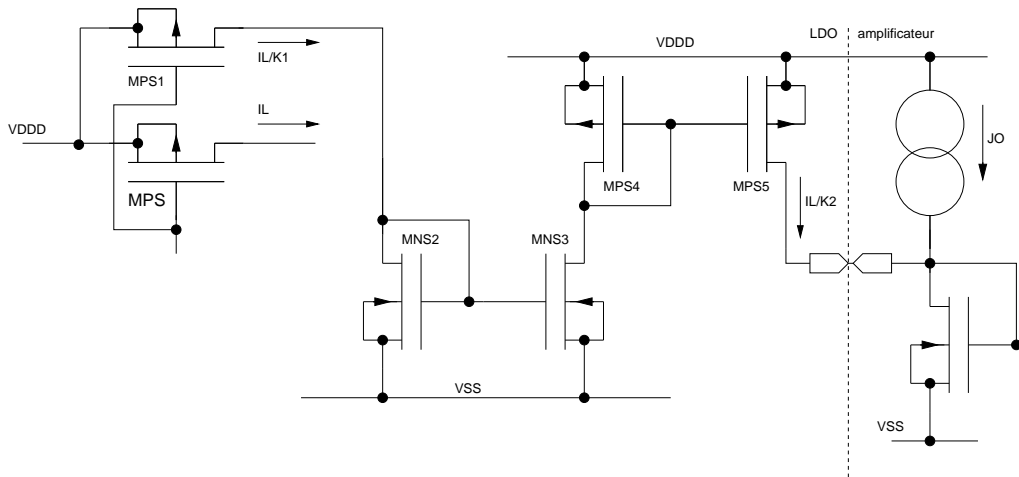 LDO
amplificateur
VDDD
IL/K1
MPS1
IL
VDDD
MPS
JO
MPS4
MPS5
IL/K2
MNS2
MNS3
VSS
VSS